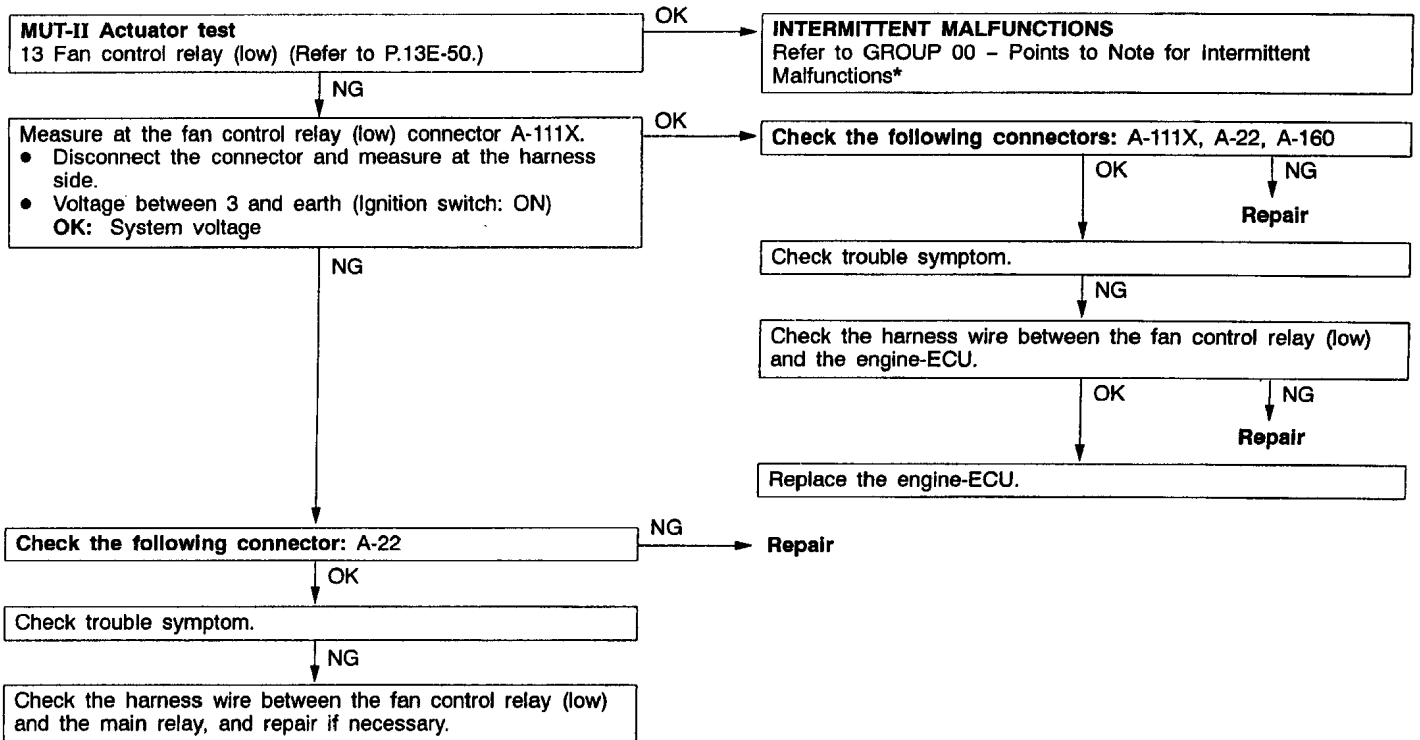 MUT-II Actuator test
13 Fan control relay (low) (Refer to P.13E-50.)
OK
INTERMITTENT MALFUNCTIONS
Refer to GROUP 00 – Points to Note for Intermittent
Malfunctions*
NG
Measure at the fan control relay (low) connector A-111X.
● Disconnect the connector and measure at the harness
side.
● Voltage between 3 and earth (Ignition switch: ON)
OK: System voltage
OK
Check the following connectors: A-111X, A-22, A-160
OK
NG
Repair
Check trouble symptom.
NG
Check the harness wire between the fan control relay (low)
and the engine-ECU.
OK
NG
Repair
Replace the engine-ECU.
NG
Check the following connector: A-22
NG
Repair
OK
Check trouble symptom.
NG
Check the harness wire between the fan control relay (low)
and the main relay, and repair if necessary.